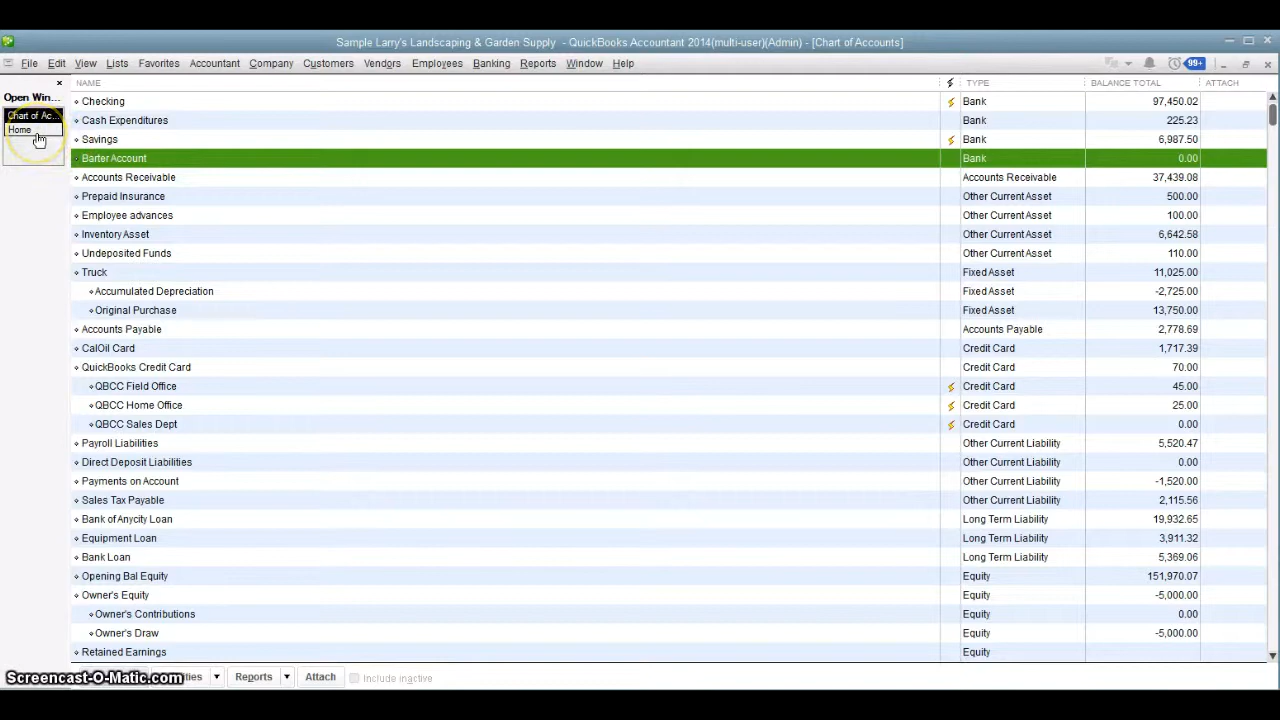 Sample Larry's Landscaping & Garden Supply - QuickBooks Accountant 2014(multi-user)(Admin) - [Chart of Accounts]
File Edit View Lists Favorites Accountant Company Customers Vendors Employees Banking Reports Window Help 99+
Open Win...
Chart of Ac...
Home
NAME TYPE BALANCE TOTAL ATTACH
Checking Bank 97,450.02
Cash Expenditures Bank 225.23
Savings Bank 6,987.50
Barter Account Bank 0.00
Accounts Receivable Accounts Receivable 37,439.08
Prepaid Insurance Other Current Asset 500.00
Employee advances Other Current Asset 100.00
Inventory Asset Other Current Asset 6,642.58
Undeposited Funds Other Current Asset 110.00
Truck Fixed Asset 11,025.00
Accumulated Depreciation Fixed Asset -2,725.00
Original Purchase Fixed Asset 13,750.00
Accounts Payable Accounts Payable 2,778.69
CalOil Card Credit Card 1,717.39
QuickBooks Credit Card Credit Card 70.00
QBCC Field Office Credit Card 45.00
QBCC Home Office Credit Card 25.00
QBCC Sales Dept Credit Card 0.00
Payroll Liabilities Other Current Liability 5,520.47
Direct Deposit Liabilities Other Current Liability 0.00
Payments on Account Other Current Liability -1,520.00
Sales Tax Payable Other Current Liability 2,115.56
Bank of Anycity Loan Long Term Liability 19,932.65
Equipment Loan Long Term Liability 3,911.32
Bank Loan Long Term Liability 5,369.06
Opening Bal Equity Equity 151,970.07
Owner's Equity Equity -5,000.00
Owner's Contributions Equity 0.00
Owner's Draw Equity -5,000.00
Retained Earnings Equity
Screencast-O-Matic.com Reports Attach Include inactive